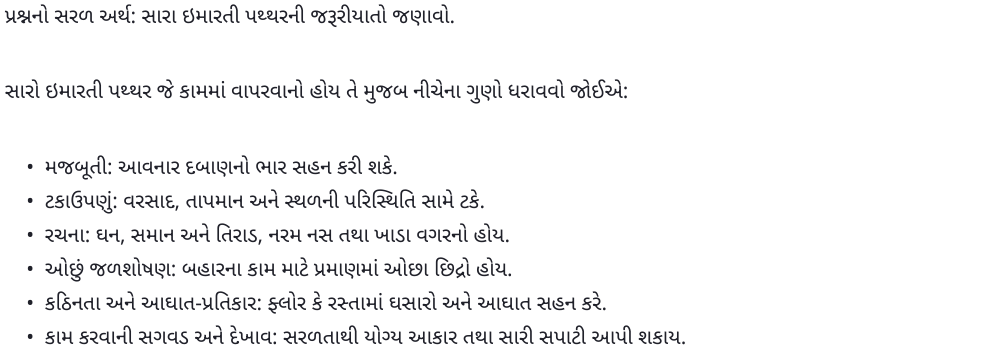 પ્રશ્નનો સરળ અર્થ: સારા ઇમારતી પથ્થરની જરૂરીયાતો જણાવો.
સારો ઇમારતી પથ્થર જે કામમાં વાપરવાનો હોય તે મુજબ નીચેના ગુણો ધરાવવો જોઈએ:
• મજબૂતી: આવનાર દબાણનો ભાર સહન કરી શકે.
• ટકાઉપણું: વરસાદ, તાપમાન અને સ્થળની પરિસ્થિતિ સામે ટકે.
• રચના: ઘન, સમાન અને તિરાડ, નરમ નસ તથા ખાડા વગરનો હોય.
• ઓછું જળશોષણ: બહારના કામ માટે પ્રમાણમાં ઓછા છિદ્રો હોય.
• કઠિનતા અને આઘાત-પ્રતિકાર: ફ્લોર કે રસ્તામાં ઘસારો અને આઘાત સહન કરે.
• કામ કરવાની સગવડ અને દેખાવ: સરળતાથી યોગ્ય આકાર તથા સારી સપાટી આપી શકાય.